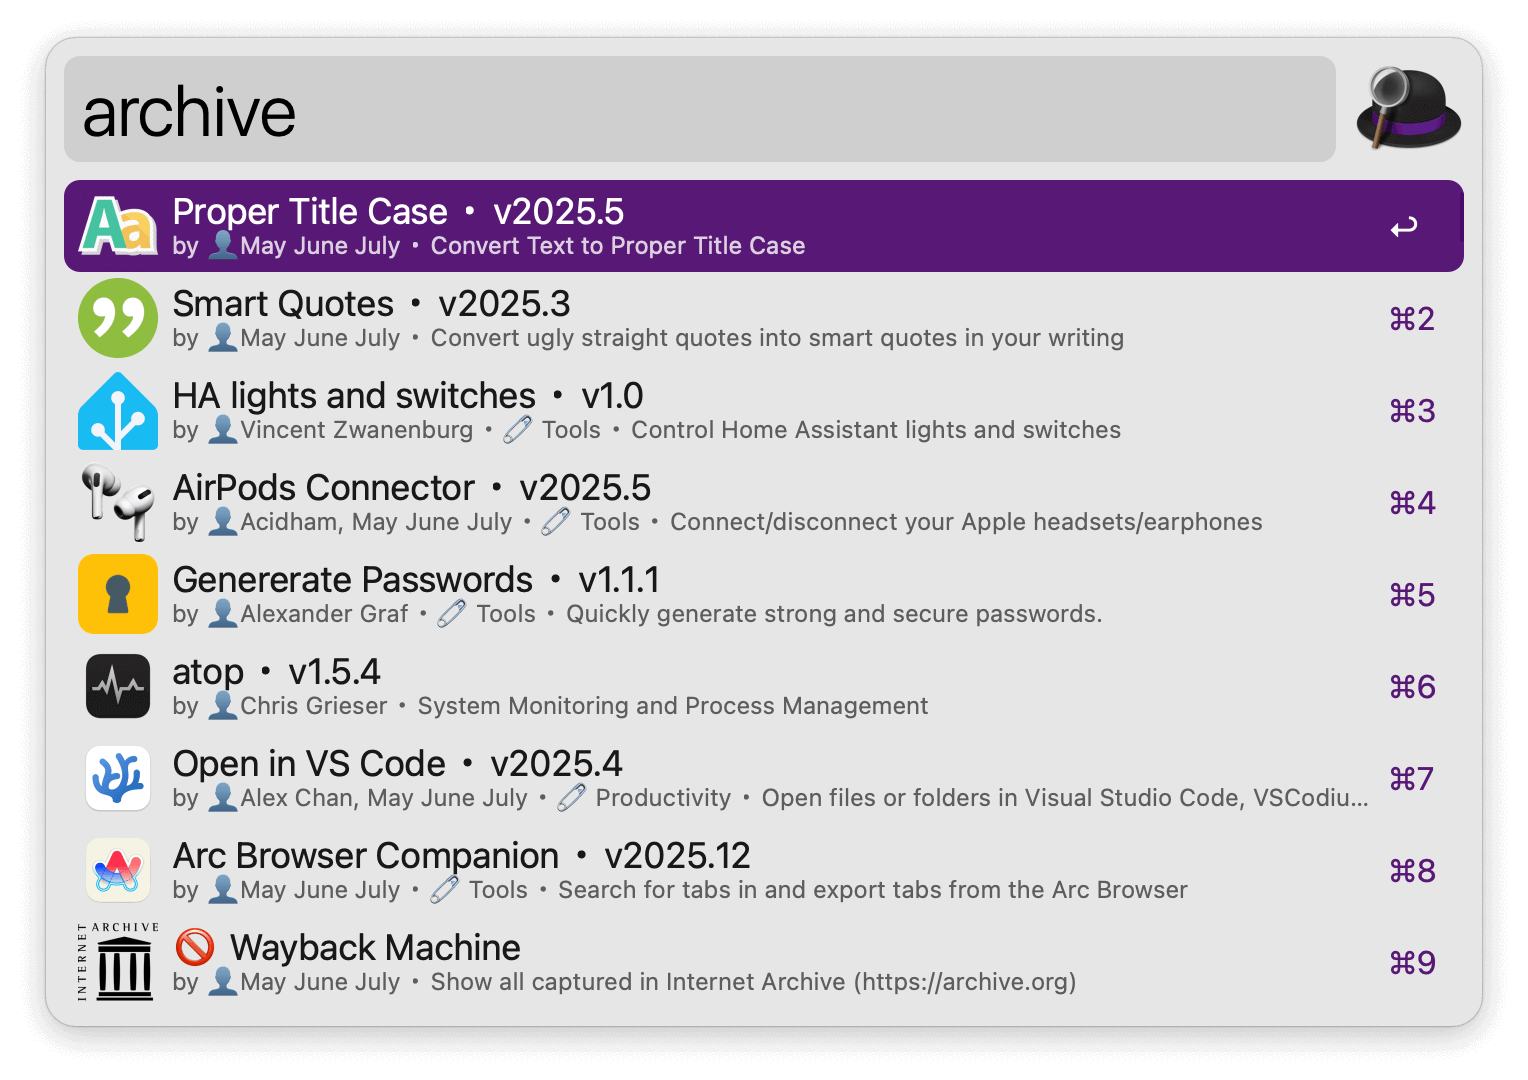 archive
Proper Title Case • v2025.5
by 👤May June July • Convert Text to Proper Title Case
Smart Quotes • v2025.3
by 👤May June July • Convert ugly straight quotes into smart quotes in your writing
⌘2
HA lights and switches • v1.0
by 👤Vincent Zwanenburg • 🧷 Tools • Control Home Assistant lights and switches
⌘3
AirPods Connector • v2025.5
by 👤Acidham, May June July • 🧷 Tools • Connect/disconnect your Apple headsets/earphones
⌘4
Genererate Passwords • v1.1.1
by 👤Alexander Graf • 🧷 Tools • Quickly generate strong and secure passwords.
⌘5
atop • v1.5.4
by 👤Chris Grieser • System Monitoring and Process Management
⌘6
Open in VS Code • v2025.4
by 👤Alex Chan, May June July • 🧷 Productivity • Open files or folders in Visual Studio Code, VSCodiu...
⌘7
Arc Browser Companion • v2025.12
by 👤May June July • 🧷 Tools • Search for tabs in and export tabs from the Arc Browser
⌘8
INTERNET ARCHIVE
🚫 Wayback Machine
by 👤May June July • Show all captured in Internet Archive (https://archive.org)
⌘9